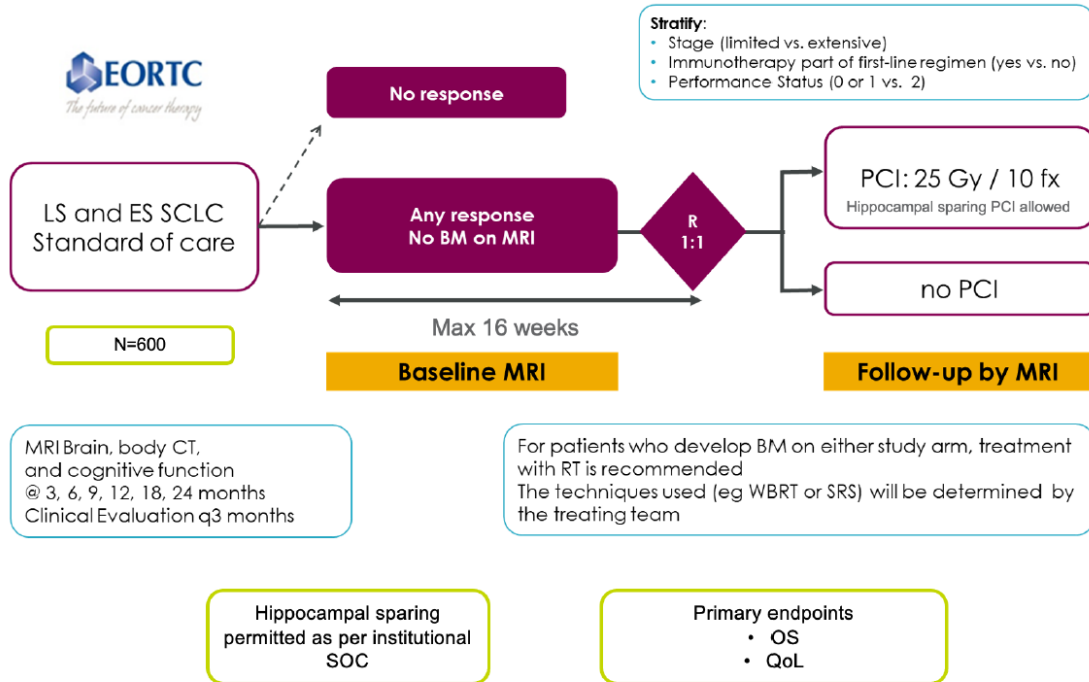 Stratify:
• Stage (limited vs. extensive)
• Immunotherapy part of first-line regimen (yes vs. no)
• Performance Status (0 or 1 vs. 2)
EORTC
The future of cancer therapy
No response
LS and ES SCLC
Standard of care
Any response
No BM on MRI
R
1:1
PCI: 25 Gy / 10 fx
Hippocampal sparing PCI allowed
no PCI
Max 16 weeks
N=600
Baseline MRI
Follow-up by MRI
MRI Brain, body CT,
and cognitive function
@ 3, 6, 9, 12, 18, 24 months
Clinical Evaluation q3 months
For patients who develop BM on either study arm, treatment
with RT is recommended
The techniques used (eg WBRT or SRS) will be determined by
the treating team
Hippocampal sparing
permitted as per institutional
SOC
Primary endpoints
• OS
• QoL